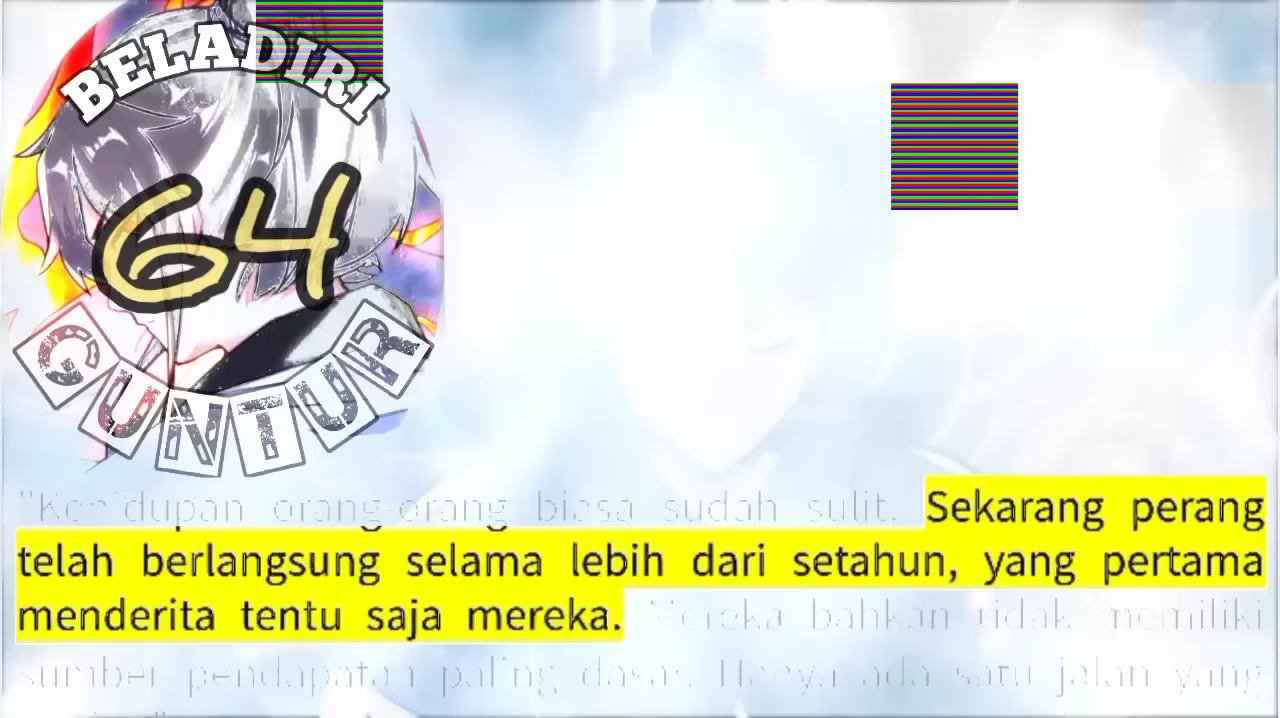 BELADIRI
64
GUNTUR
"Kehidupan orang-orang biasa sudah sulit. Sekarang perang
telah berlangsung selama lebih dari setahun, yang pertama
menderita tentu saja mereka. Mereka bahkan tidak memiliki
sumber pendapatan paling dasar. Hanya ada satu jalan yang